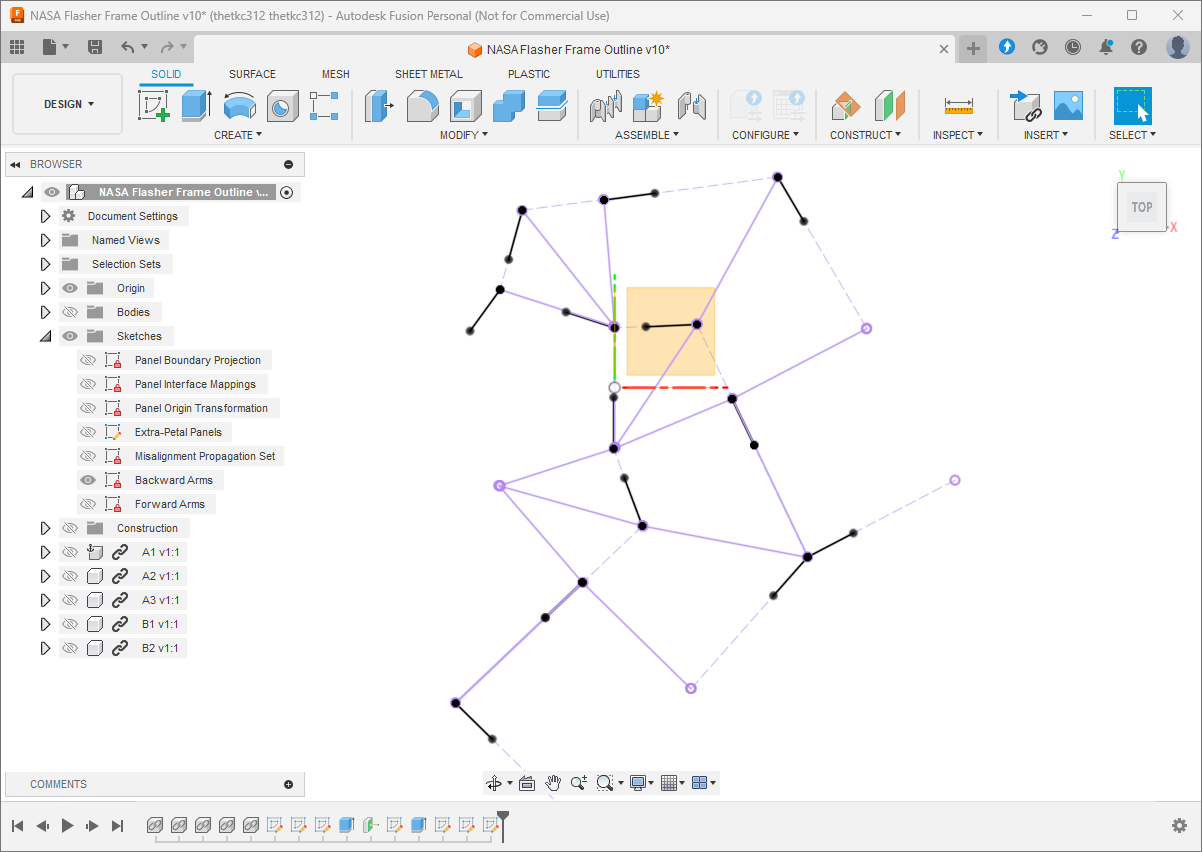 NASA Flasher Frame Outline v10* (thetkc312 thetkc312) - Autodesk Fusion Personal (Not for Commercial Use)
NASA Flasher Frame Outline v10*
SOLID SURFACE MESH SHEET METAL PLASTIC UTILITIES
DESIGN
CREATE MODIFY ASSEMBLE CONFIGURE CONSTRUCT INSPECT INSERT SELECT
BROWSER
NASA Flasher Frame Outline v...
Document Settings
Named Views
Selection Sets
Origin
Bodies
Sketches
Panel Boundary Projection
Panel Interface Mappings
Panel Origin Transformation
Extra-Petal Panels
Misalignment Propagation Set
Backward Arms
Forward Arms
Construction
A1 v1:1
A2 v1:1
A3 v1:1
B1 v1:1
B2 v1:1
Y
TOP
Z
X
COMMENTS